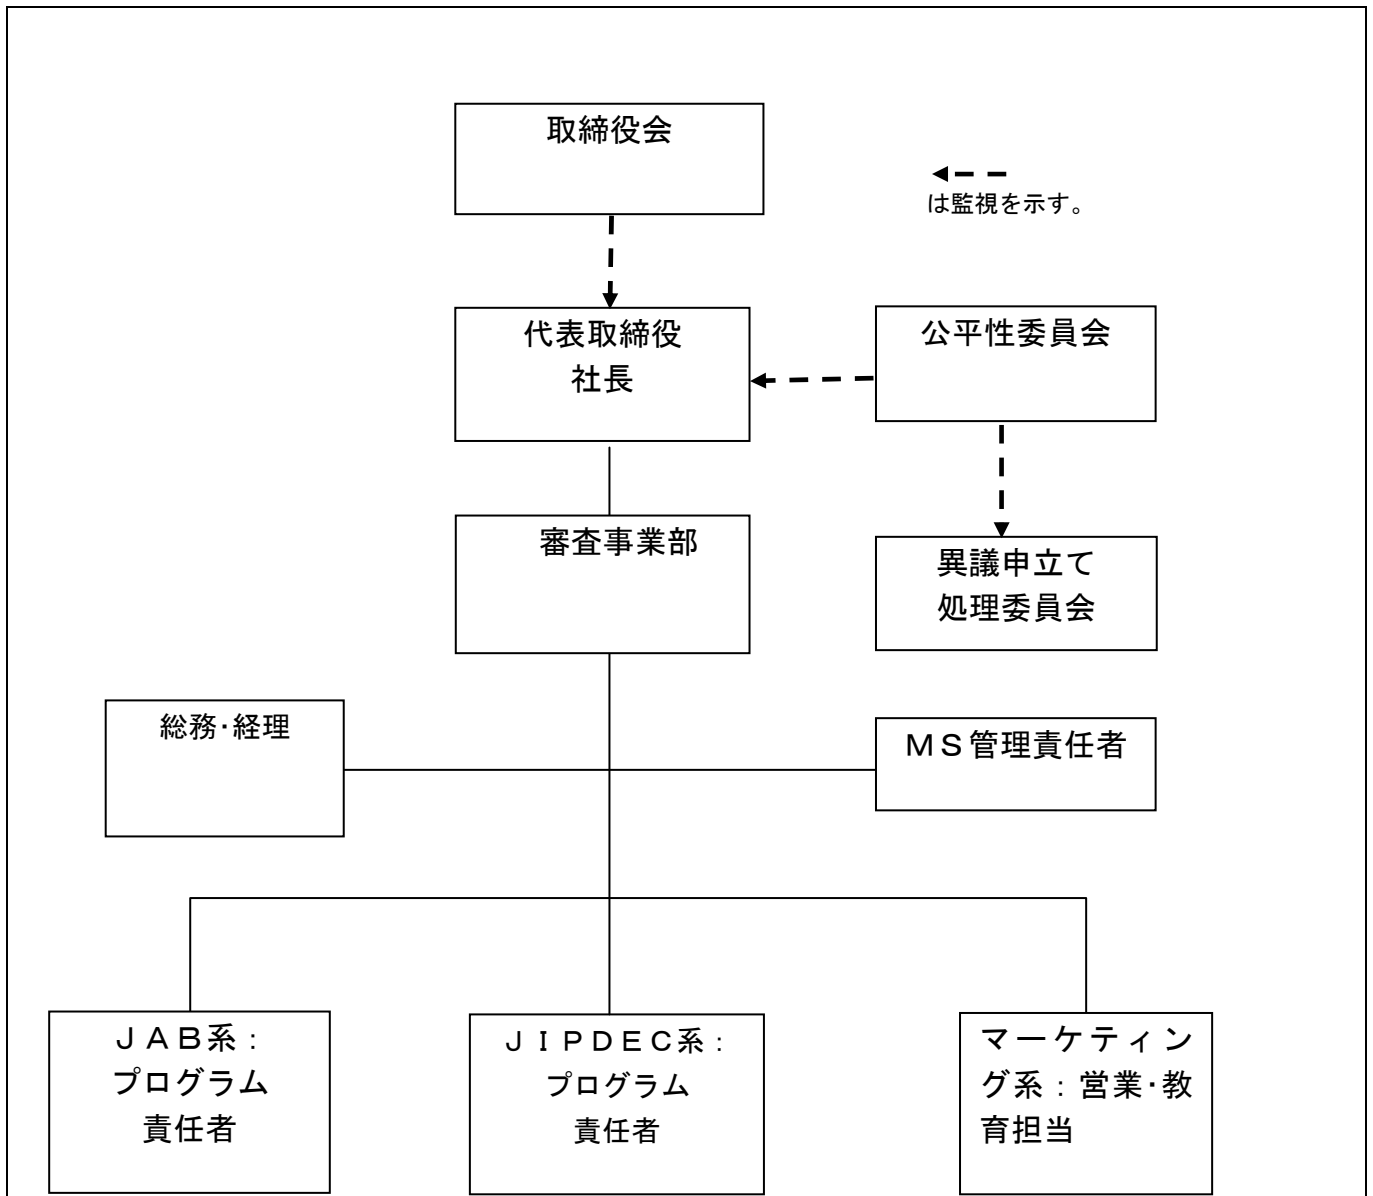 取締役会
は監視を示す。
代表取締役
社長
公平性委員会
審査事業部
異議申立て
処理委員会
総務・経理
ＭＳ管理責任者
ＪＡＢ系：
プログラム
責任者
ＪＩＰＤＥＣ系：
プログラム
責任者
マーケティン
グ系：営業・教
育担当